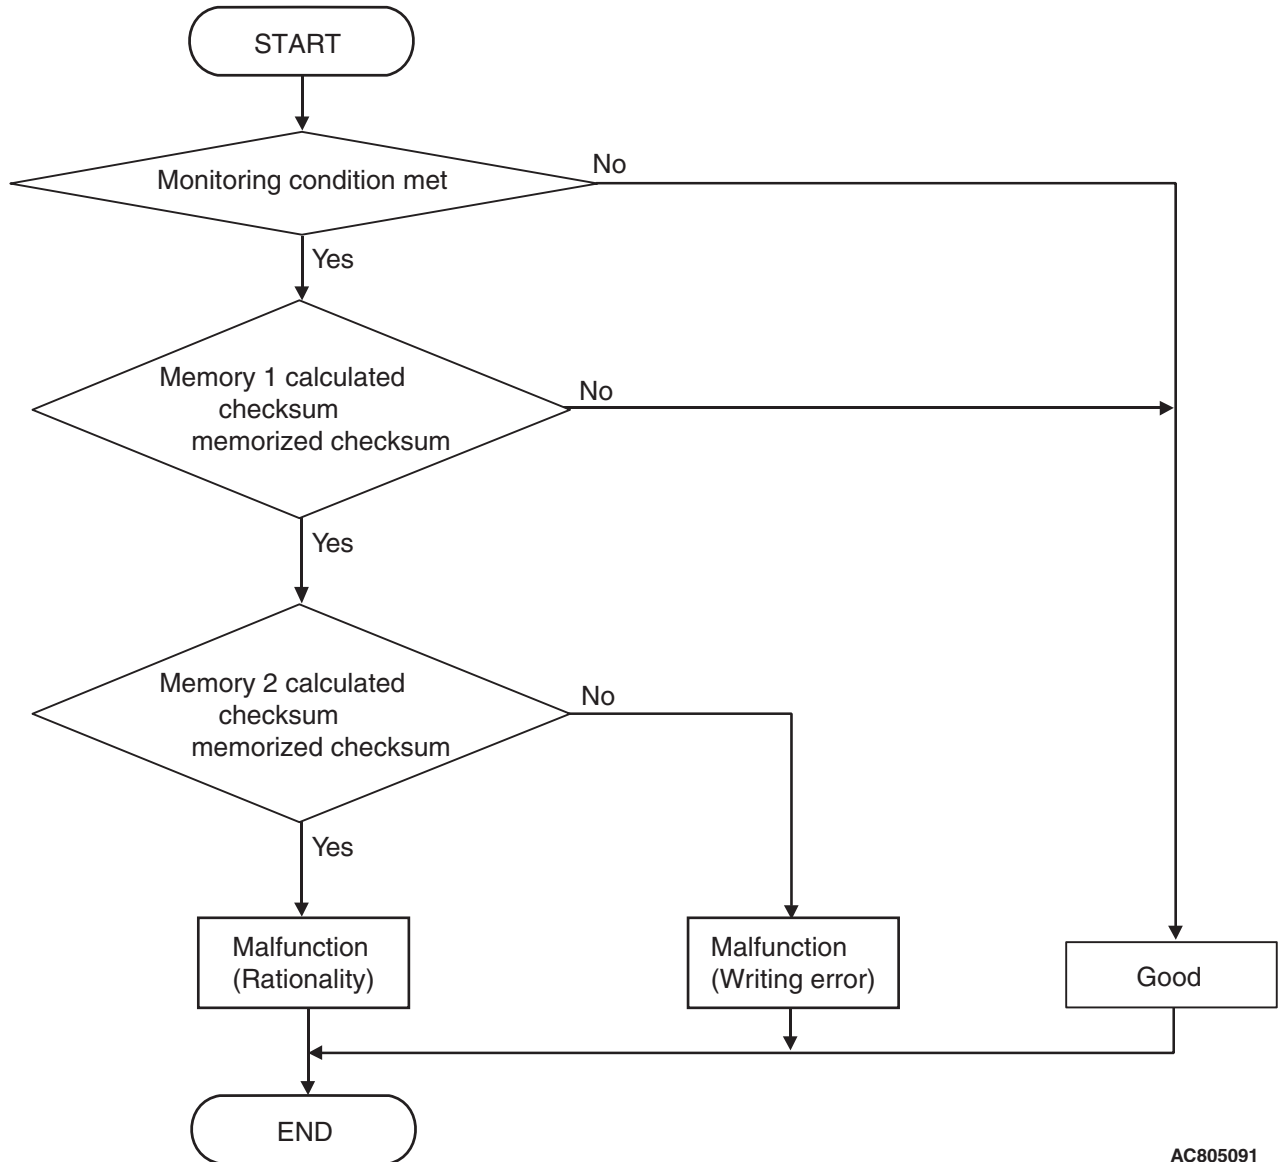 START
Monitoring condition met
No
Yes
Memory 1 calculated
checksum
memorized checksum
No
Yes
Memory 2 calculated
checksum
memorized checksum
No
Yes
Malfunction
(Rationality)
Malfunction
(Writing error)
Good
END
AC805091